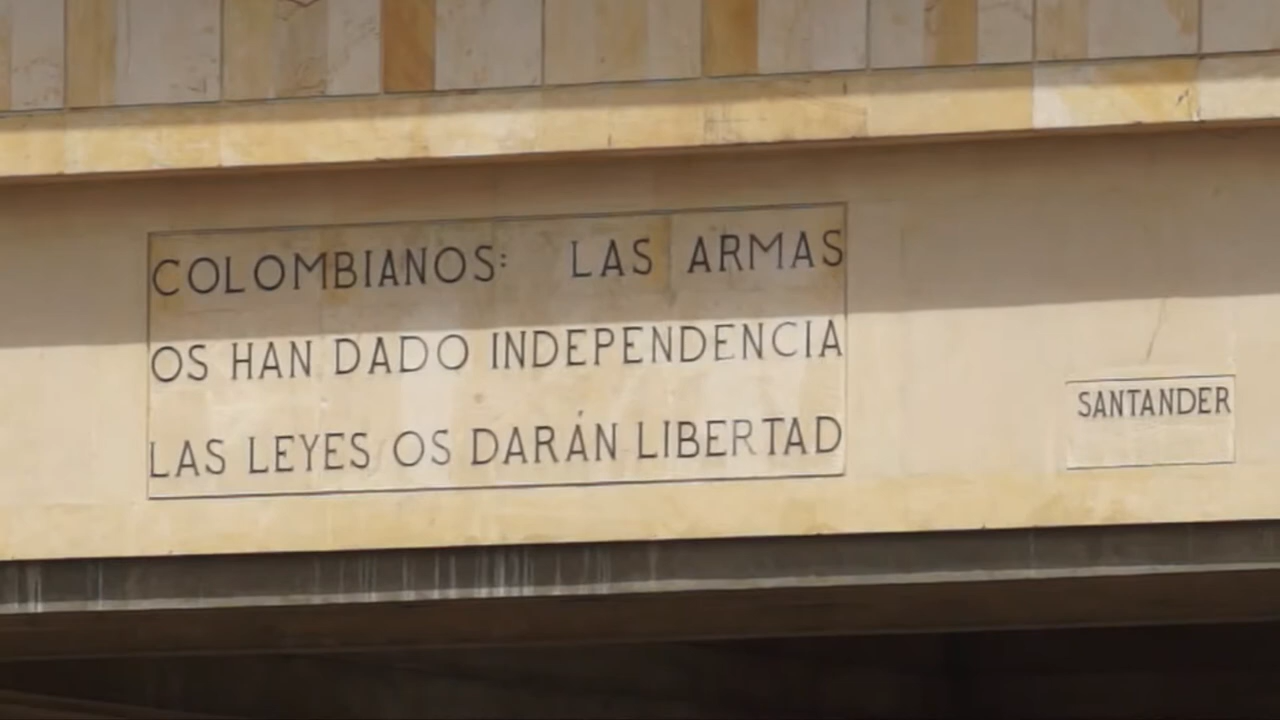 COLOMBIANOS: LAS ARMAS
OS HAN DADO INDEPENDENCIA
LAS LEYES OS DARÁN LIBERTAD
SANTANDER